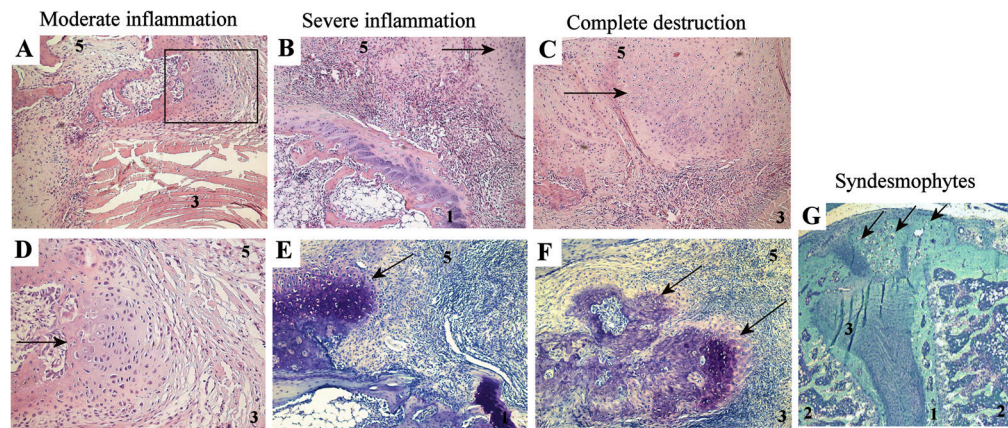 Moderate inflammation
Severe inflammation
Complete destruction
A
5
3
B
5
1
C
5
3
Syndesmophytes
D
5
3
E
5
1
F
5
3
G
3
2
1
2